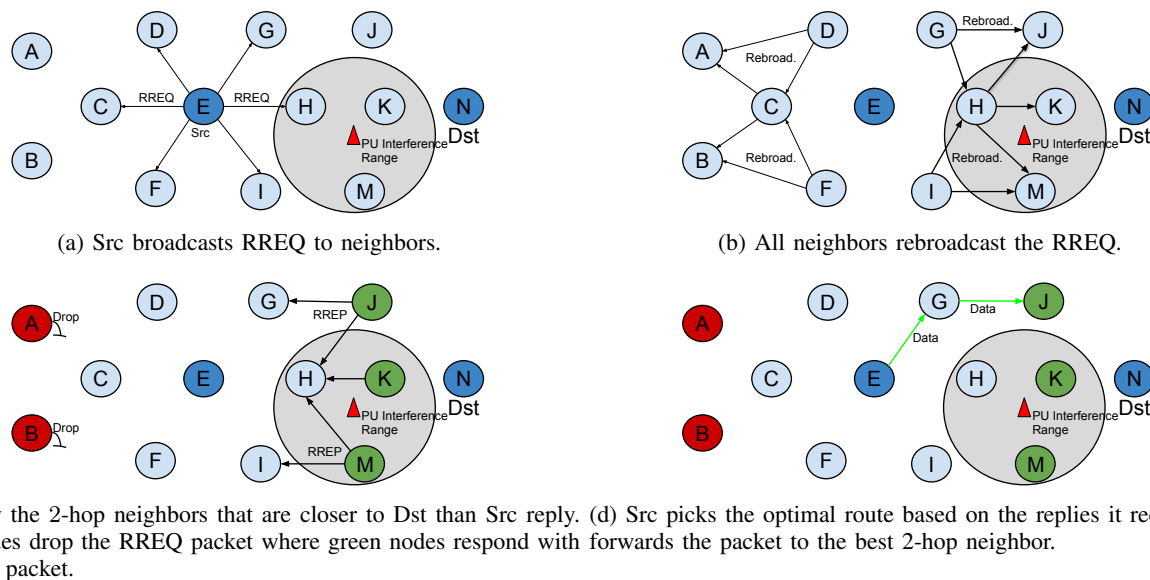 D G J
A
C RREQ E RREQ H K N
Src
Dst
PU Interference
Range
B
F I M
(a) Src broadcasts RREQ to neighbors.
D G Rebroad. J
A Rebroad.
C E H K N
Dst
PU Interference
Range
B Rebroad. Rebroad.
F I M
(b) All neighbors rebroadcast the RREQ.
D G J
RREP
A Drop
C E H K N
Dst
PU Interference
Range
B Drop
RREP
F I M
the 2-hop neighbors that are closer to Dst than Src reply.
drop the RREQ packet where green nodes respond with
packet.
D G J
Data
A Data
C E H K N
Dst
PU Interference
Range
B
F I M
(d) Src picks the optimal route based on the replies it
forwards the packet to the best 2-hop neighbor.